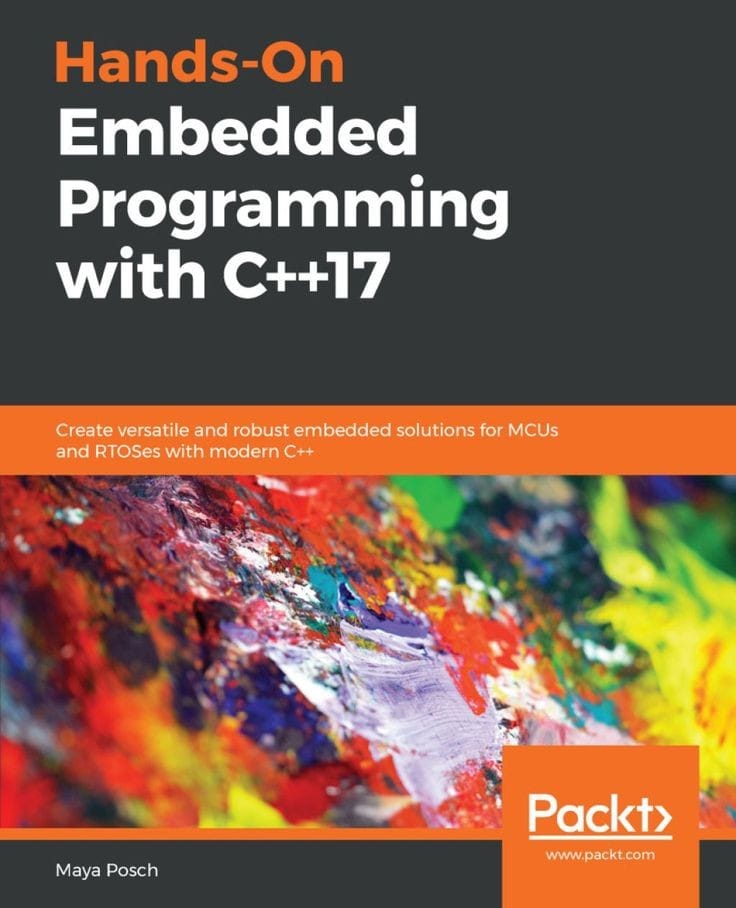 Hands-On
Embedded
Programming
with C++17
Create versatile and robust embedded solutions for MCUs
and RTOSes with modern C++
Packt>
www.packt.com
Maya Posch